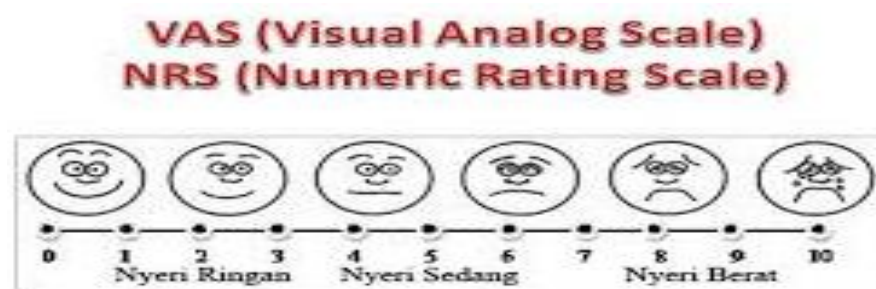 VAS (Visual Analog Scale)
NRS (Numeric Rating Scale)
0 1 2 3 4 5 6 7 8 9 10
Nyeri Ringan Nyeri Sedang Nyeri Berat